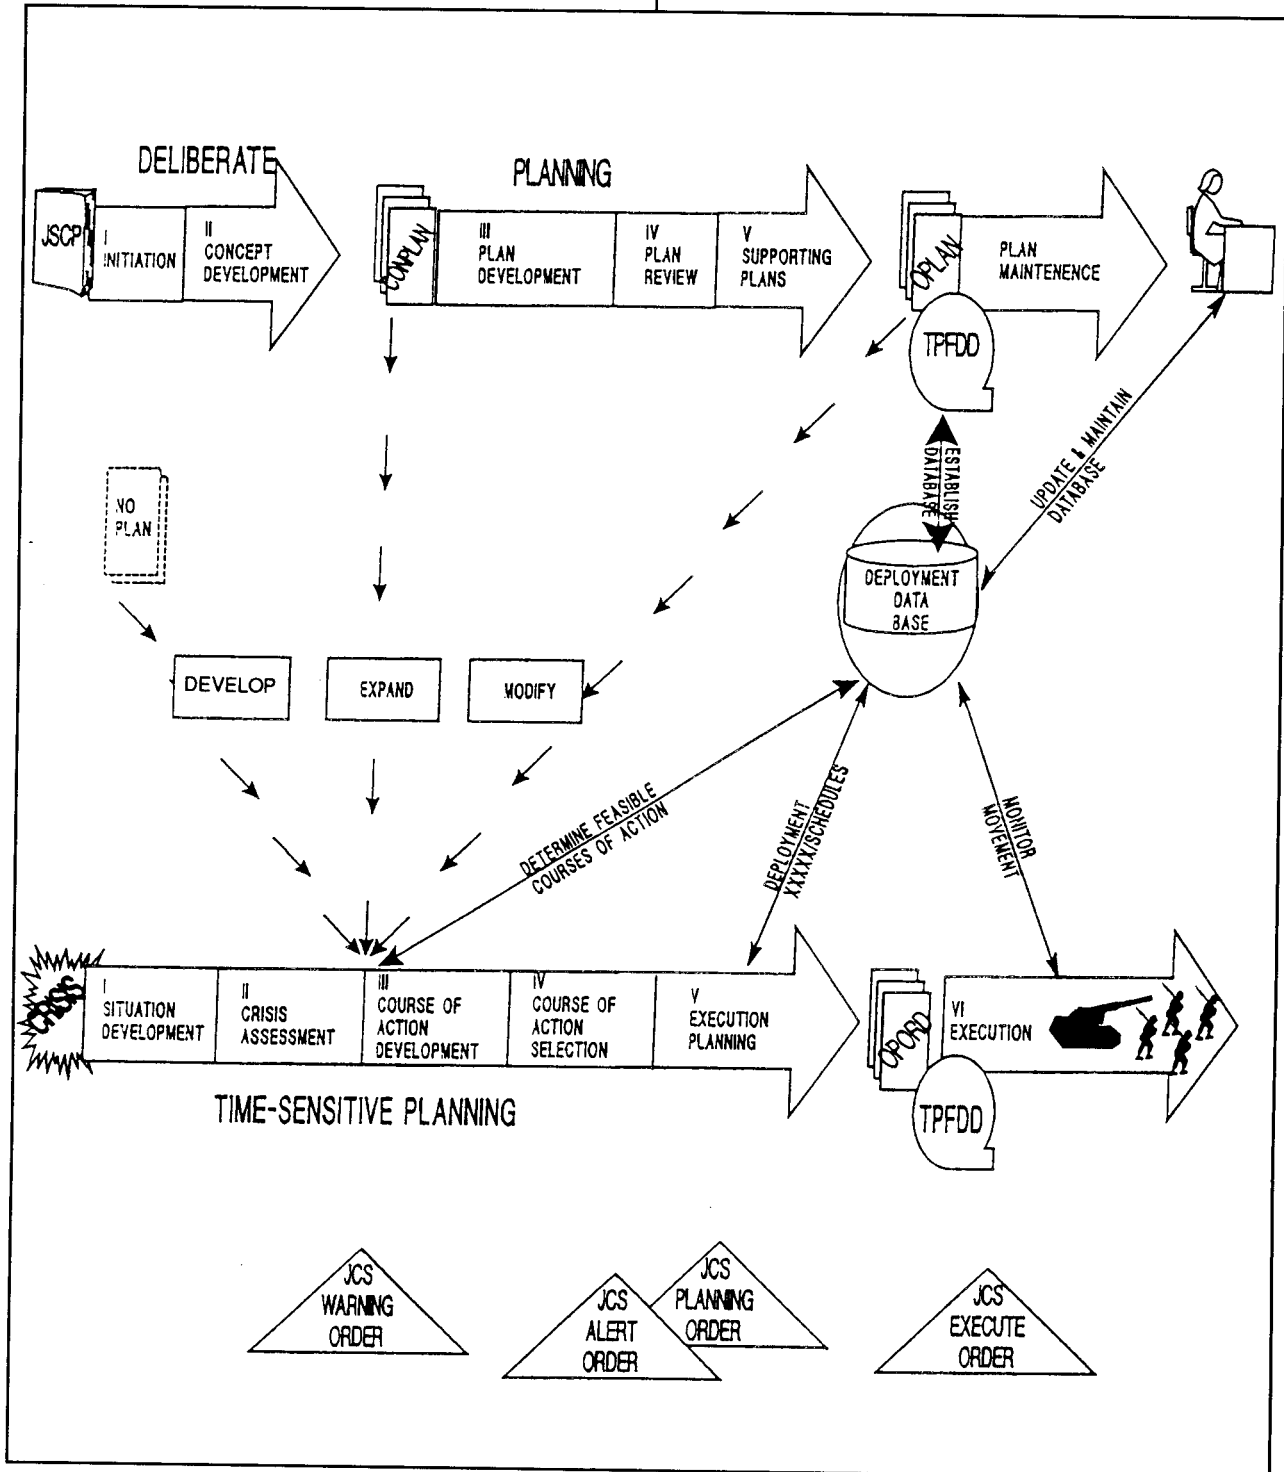 DELIBERATE
PLANNING
JSCP
I
INITIATION
II
CONCEPT
DEVELOPMENT
CONPLAN
III
PLAN
DEVELOPMENT
IV
PLAN
REVIEW
V
SUPPORTING
PLANS
OPLAN
PLAN
MAINTENENCE
TPFDD
ESTABLISH
DATABASE
UPDATE & MAINTAIN
DATABASE
NO
PLAN
DEPLOYMENT
DATA
BASE
DEVELOP
EXPAND
MODIFY
DETERMINE FEASIBLE
COURSES OF ACTION
DEPLOYMENT
XXXXX/SCHEDULES
MONITOR
MOVEMENT
CRISIS
I
SITUATION
DEVELOPMENT
II
CRISIS
ASSESSMENT
III
COURSE OF
ACTION
DEVELOPMENT
IV
COURSE OF
ACTION
SELECTION
V
EXECUTION
PLANNING
OPORD
VI
EXECUTION
TPFDD
TIME-SENSITIVE PLANNING
JCS
WARNING
ORDER
JCS
ALERT
ORDER
JCS
PLANNING
ORDER
JCS
EXECUTE
ORDER